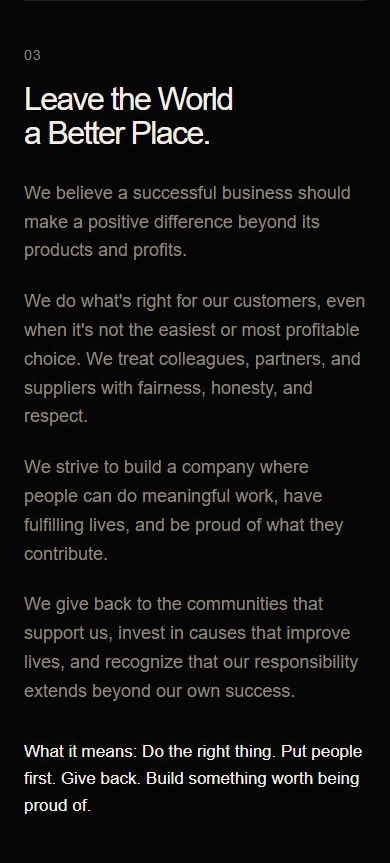 03
Leave the World
a Better Place.
We believe a successful business should
make a positive difference beyond its
products and profits.
We do what's right for our customers, even
when it's not the easiest or most profitable
choice. We treat colleagues, partners, and
suppliers with fairness, honesty, and
respect.
We strive to build a company where
people can do meaningful work, have
fulfilling lives, and be proud of what they
contribute.
We give back to the communities that
support us, invest in causes that improve
lives, and recognize that our responsibility
extends beyond our own success.
What it means: Do the right thing. Put people
first. Give back. Build something worth being
proud of.